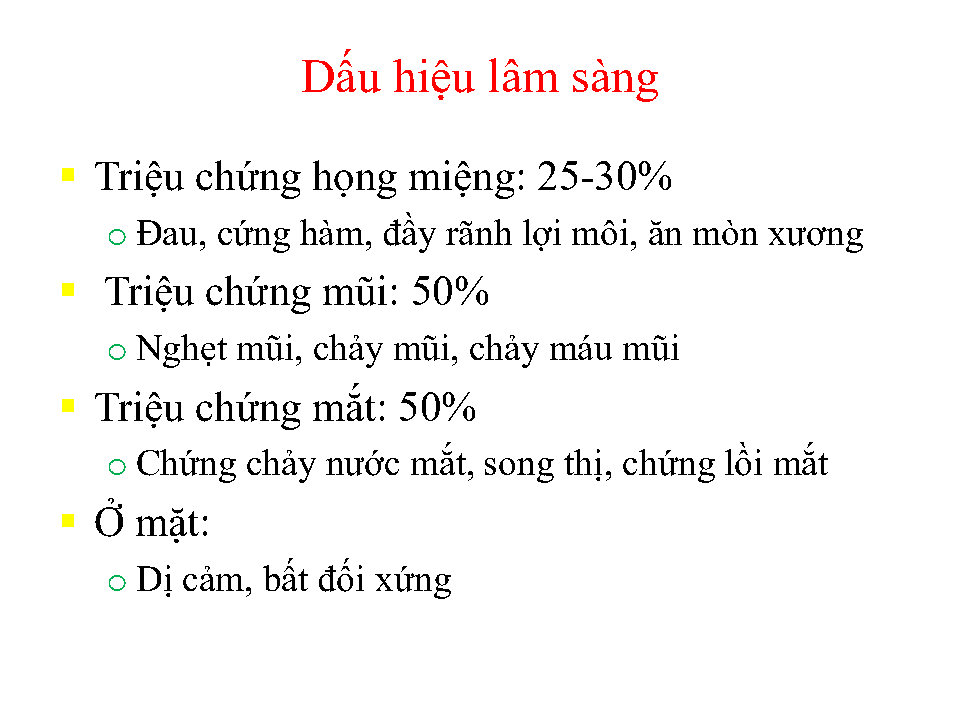 Dấu hiệu lâm sàng
Triệu chứng họng miệng: 25-30%
Đau, cứng hàm, đầy rãnh lợi môi, ăn mòn xương
Triệu chứng mũi: 50%
Nghẹt mũi, chảy mũi, chảy máu mũi
Triệu chứng mắt: 50%
Chứng chảy nước mắt, song thị, chứng lồi mắt
Ở mặt:
Dị cảm, bất đối xứng